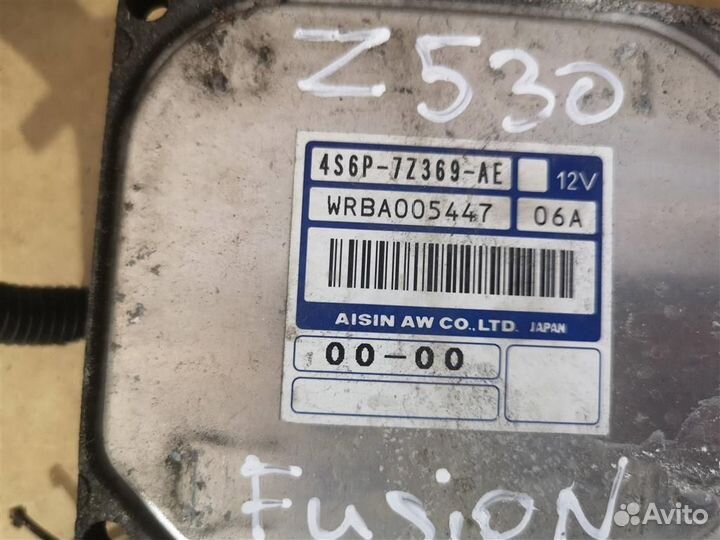 Z530
4S6P-7Z369-AE 12V
WRBA005447 06A
AISIN AW CO.,LTD. JAPAN
00-00
FUSION
Avito